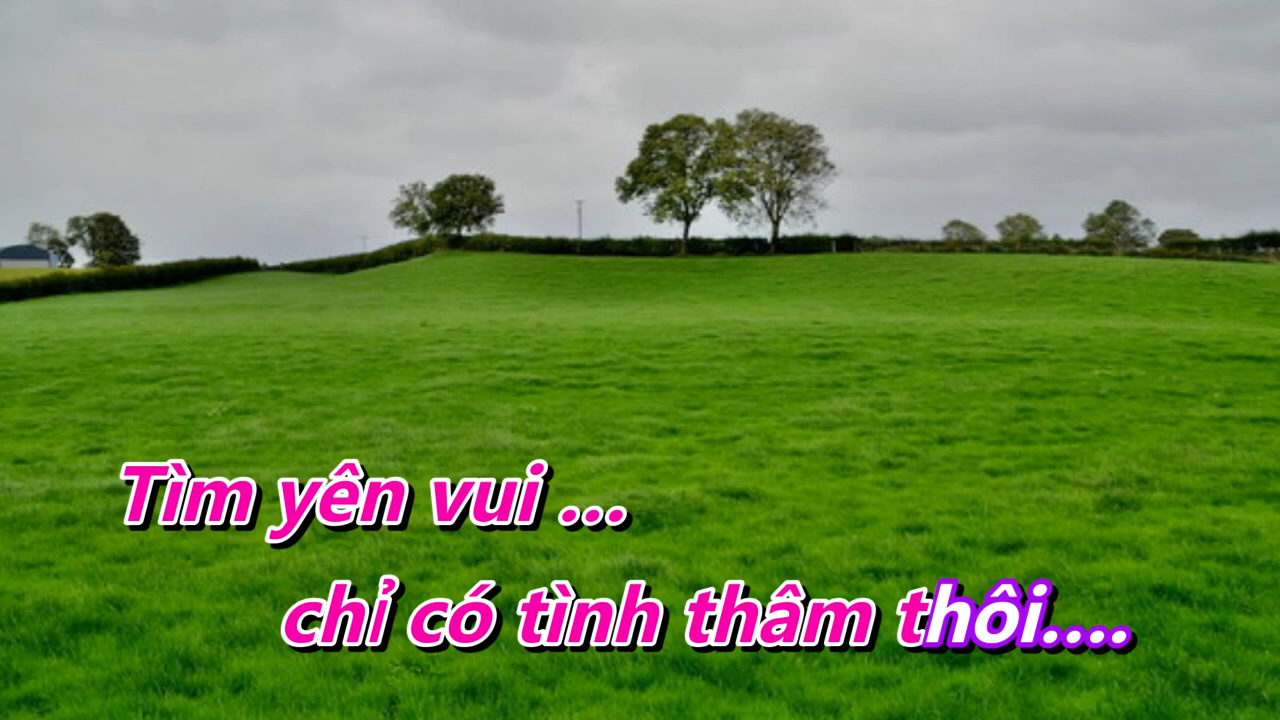 Tìm yên vui ...
chỉ có tình thâm thôi....